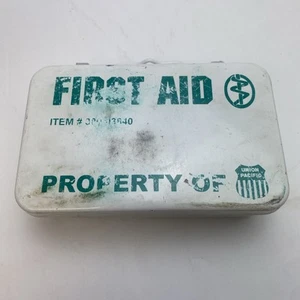 FIRST AID
ITEM #
PROPERTY OF
UNION
PACIFIC